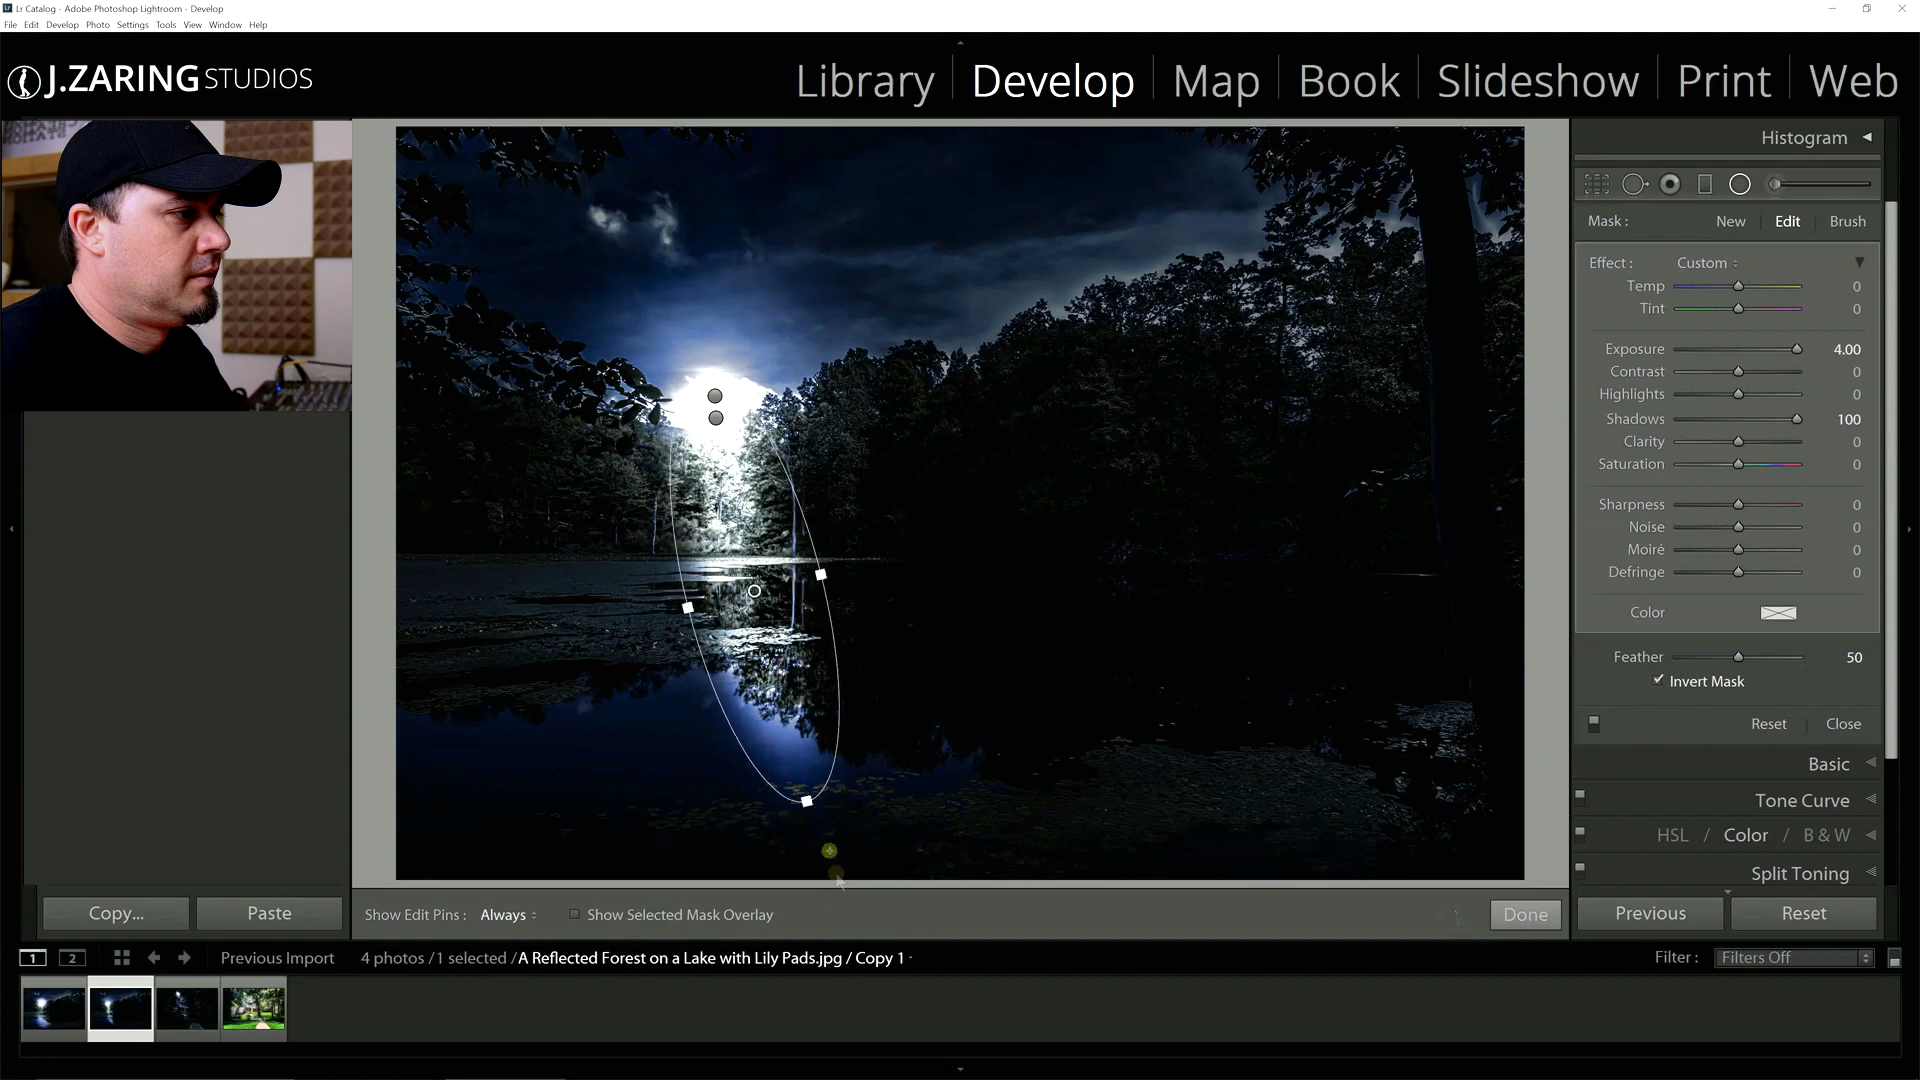 Lr Catalog - Adobe Photoshop Lightroom - Develop
File Edit Develop Photo Settings Tools View Window Help
J.ZARING STUDIOS
Library Develop Map Book Slideshow Print Web
Histogram
Mask : New Edit Brush
Effect : Custom
Temp 0
Tint 0
Exposure 4.00
Contrast 0
Highlights 0
Shadows 100
Clarity 0
Saturation 0
Sharpness 0
Noise 0
Moiré 0
Defringe 0
Color
Feather 50
Invert Mask
Reset Close
Basic
Tone Curve
HSL / Color / B & W
Split Toning
Copy... Paste
Show Edit Pins : Always Show Selected Mask Overlay Done
Previous Reset
1 2 Previous Import 4 photos / 1 selected / A Reflected Forest on a Lake with Lily Pads.jpg / Copy 1 Filter : Filters Off